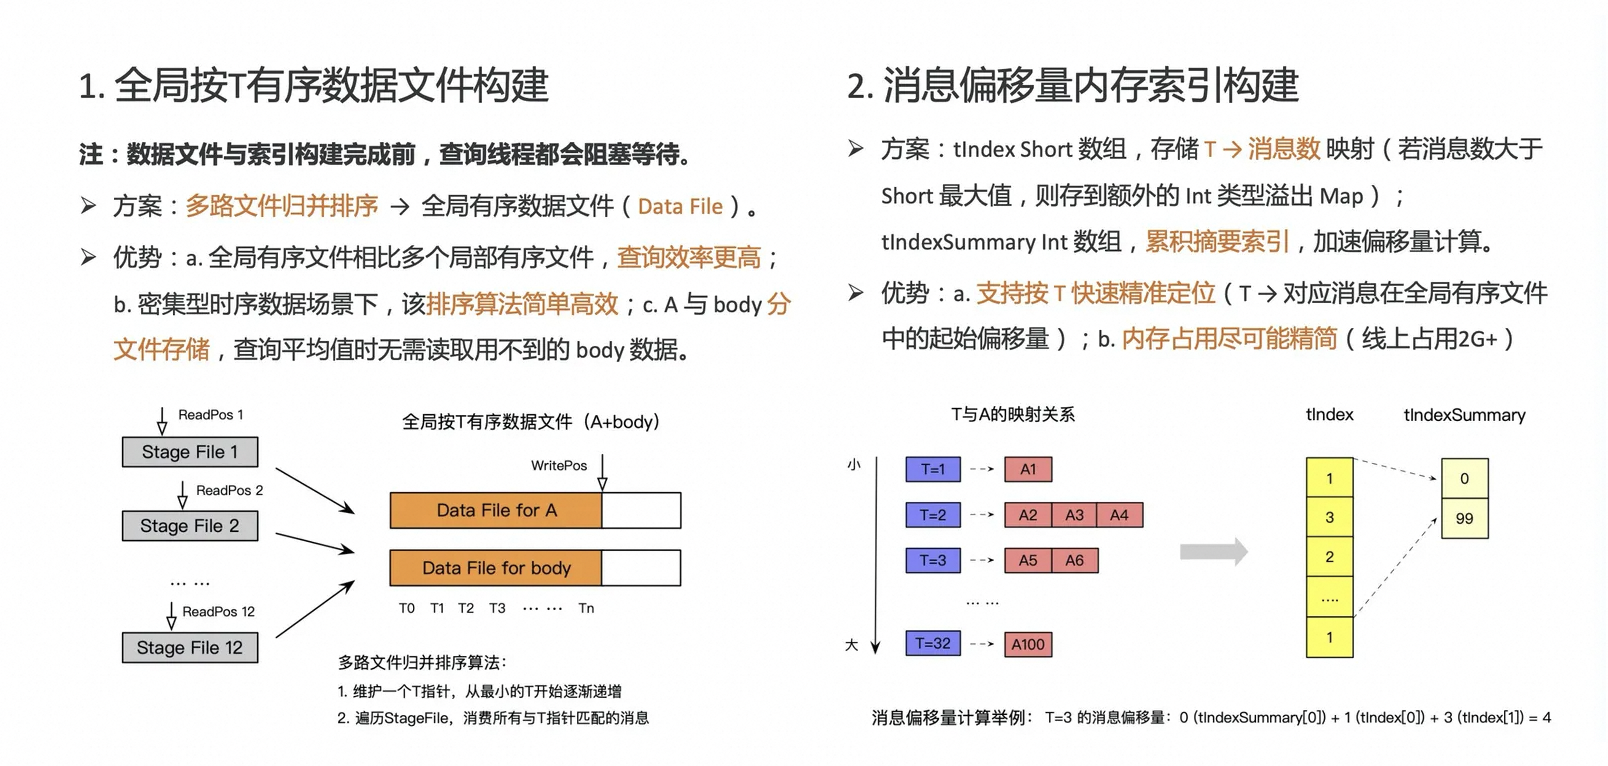 1. 全局按T有序数据文件构建
注：数据文件与索引构建完成前，查询线程都会阻塞等待。
➢ 方案：多路文件归并排序 → 全局有序数据文件（Data File）。
➢ 优势：a. 全局有序文件相比多个局部有序文件，查询效率更高；
b. 密集型时序数据场景下，该排序算法简单高效；c. A 与 body 分
文件存储，查询平均值时无需读取用不到的 body 数据。
ReadPos 1
Stage File 1
ReadPos 2
Stage File 2
... ...
ReadPos 12
Stage File 12
全局按T有序数据文件（A+body）
WritePos
Data File for A
Data File for body
T0 T1 T2 T3 ... ... Tn
多路文件归并排序算法：
1. 维护一个T指针，从最小的T开始逐渐递增
2. 遍历StageFile，消费所有与T指针匹配的消息
2. 消息偏移量内存索引构建
➢ 方案：tIndex Short 数组，存储 T → 消息数 映射（若消息数大于
Short 最大值，则存到额外的 Int 类型溢出 Map）；
tIndexSummary Int 数组，累积摘要索引，加速偏移量计算。
➢ 优势：a. 支持按 T 快速精准定位（T → 对应消息在全局有序文件
中的起始偏移量）；b. 内存占用尽可能精简（线上占用2G+）
T与A的映射关系
小
T=1 A1
T=2 A2 A3 A4
T=3 A5 A6
... ...
大
T=32 A100
tIndex
1
3
2
....
1
tIndexSummary
0
99
消息偏移量计算举例： T=3 的消息偏移量：0 (tIndexSummary[0]) + 1 (tIndex[0]) + 3 (tIndex[1]) = 4